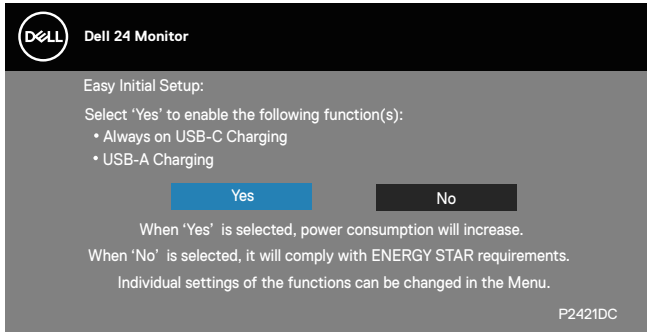 DELL
Dell 24 Monitor
Easy Initial Setup:
Select ‘Yes’ to enable the following function(s):
• Always on USB-C Charging
• USB-A Charging
Yes No
When ‘Yes’ is selected, power consumption will increase.
When ‘No’ is selected, it will comply with ENERGY STAR requirements.
Individual settings of the functions can be changed in the Menu.
P2421DC